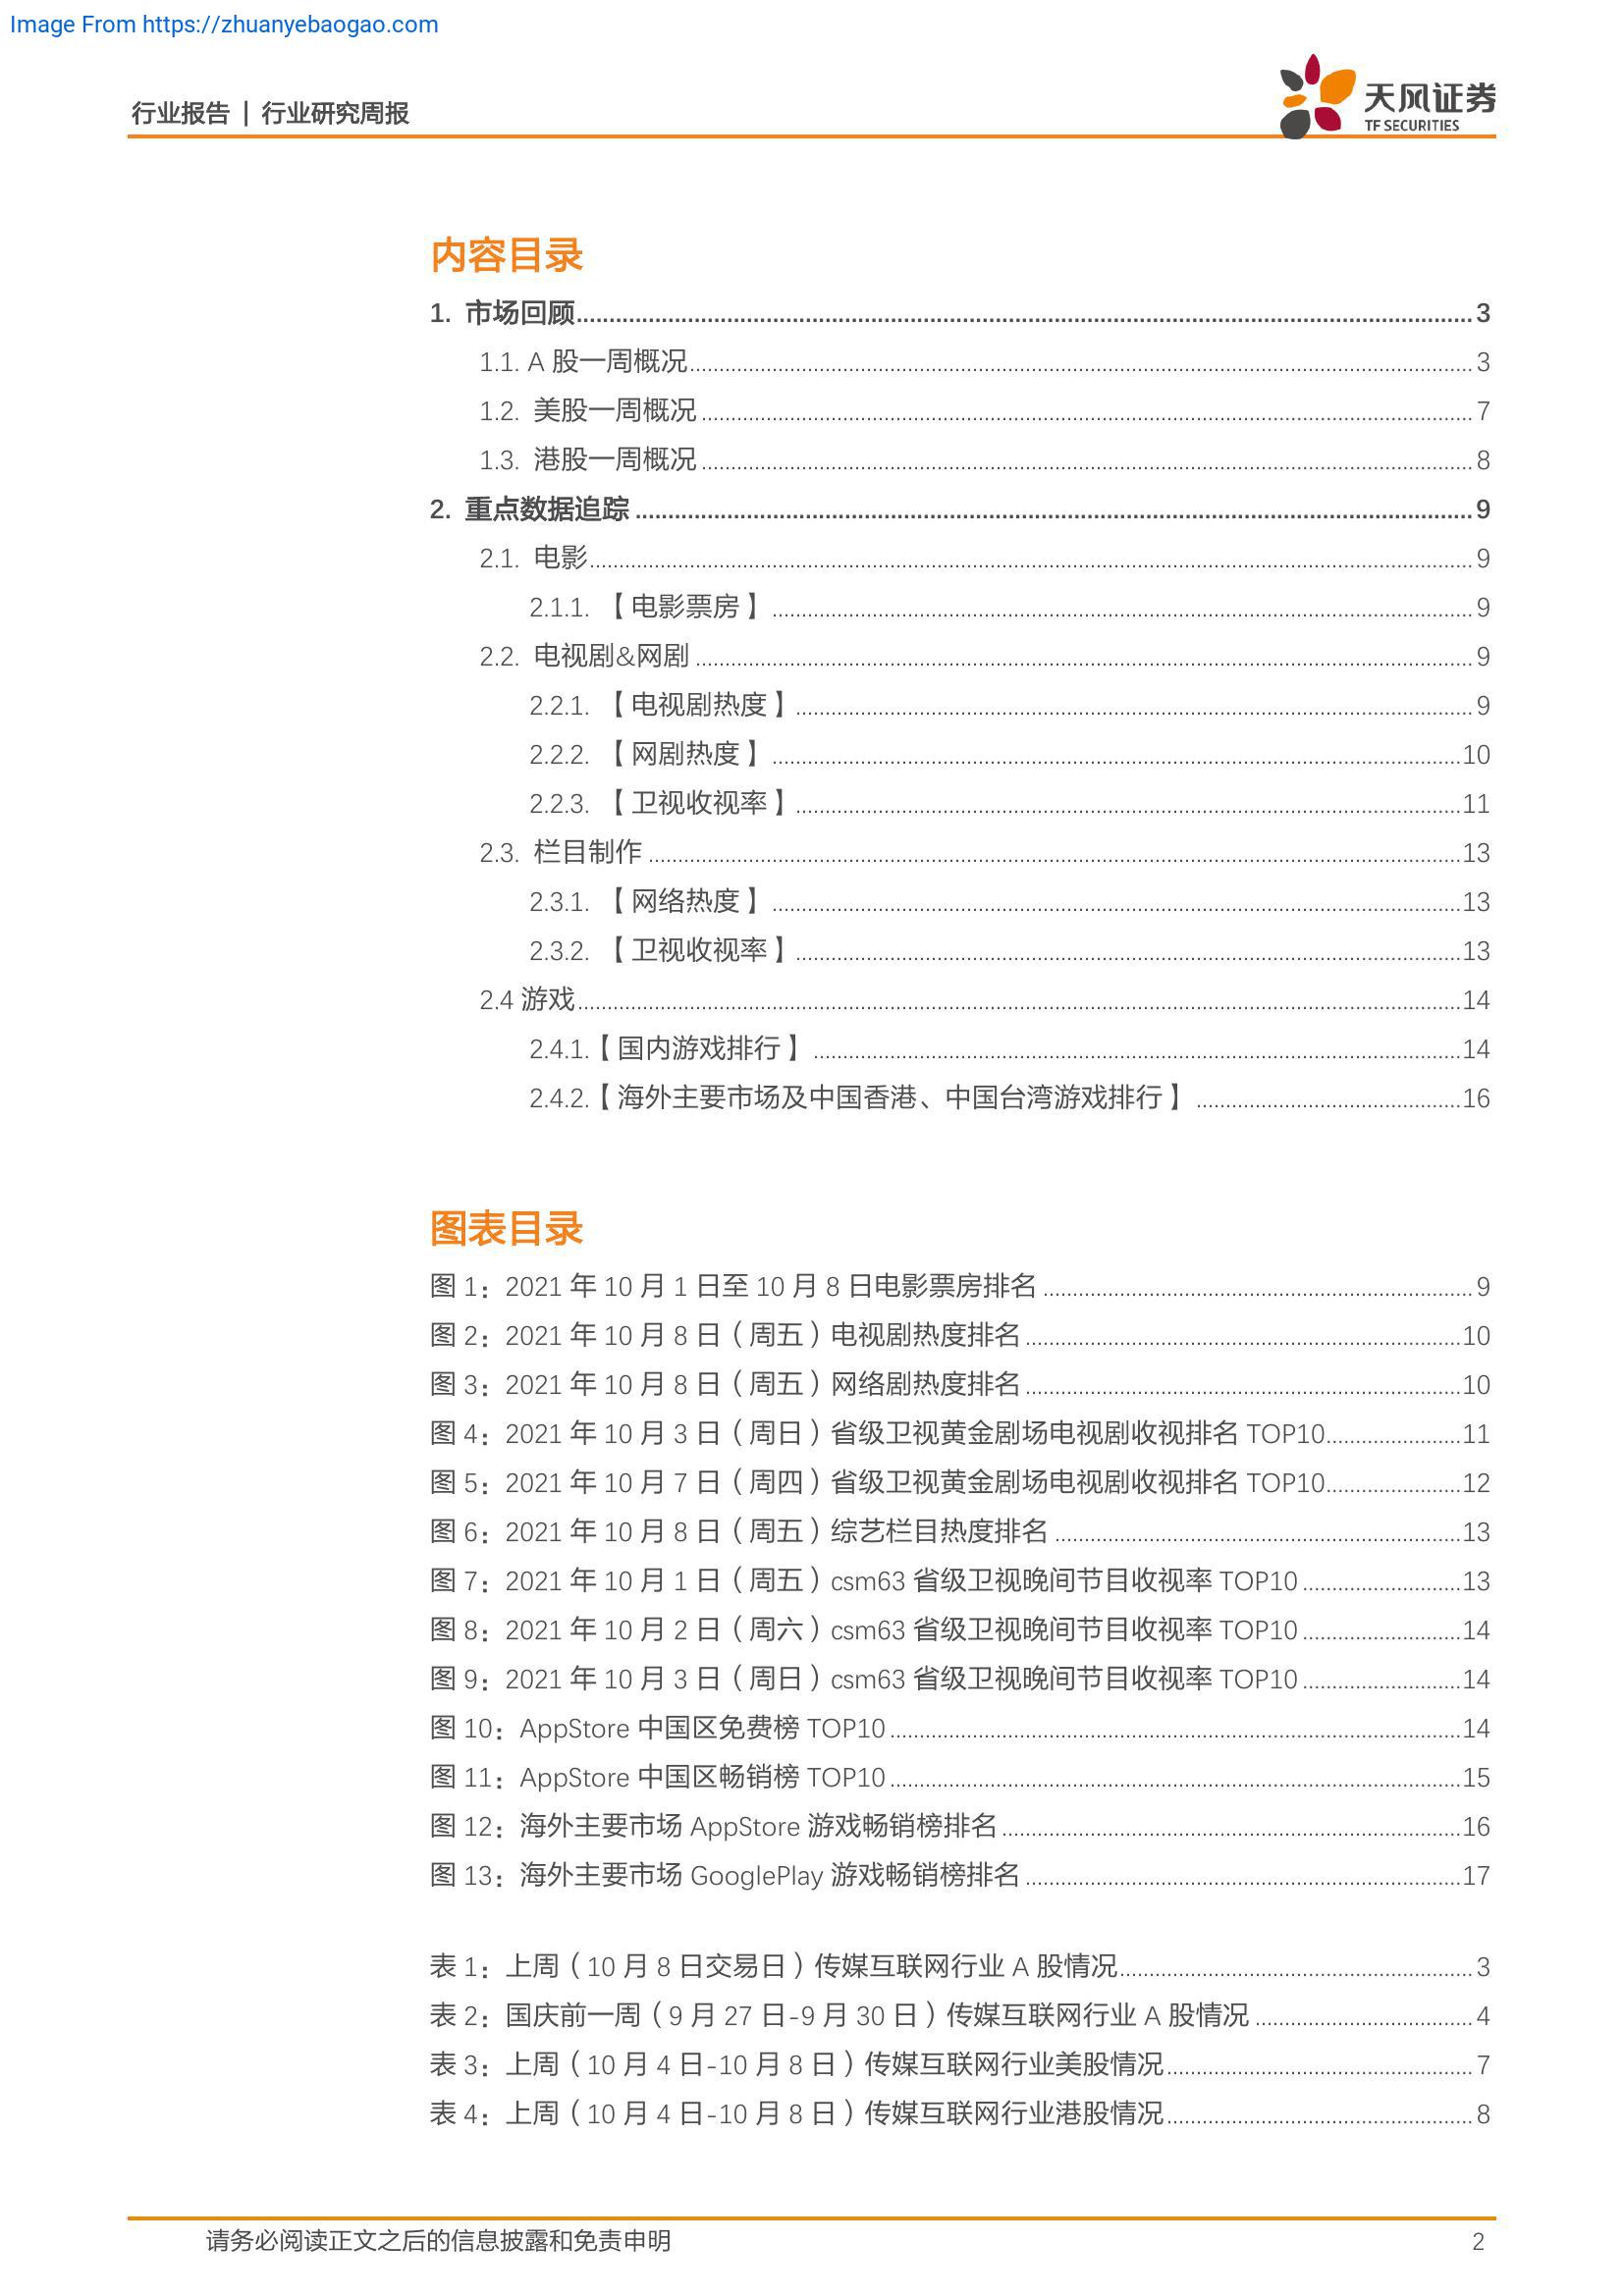 Image From https://zhuanyebaogao.com
行业报告 | 行业研究周报
天风证券
TF SECURITIES
内容目录
1. 市场回顾 3
1.1. A 股一周概况 3
1.2. 美股一周概况 7
1.3. 港股一周概况 8
2. 重点数据追踪 9
2.1. 电影 9
2.1.1. 【电影票房】 9
2.2. 电视剧&网剧 9
2.2.1. 【电视剧热度】 9
2.2.2. 【网剧热度】 10
2.2.3. 【卫视收视率】 11
2.3. 栏目制作 13
2.3.1. 【网络热度】 13
2.3.2. 【卫视收视率】 13
2.4 游戏 14
2.4.1.【国内游戏排行】 14
2.4.2.【海外主要市场及中国香港、中国台湾游戏排行】 16
图表目录
图 1：2021 年 10 月 1 日至 10 月 8 日电影票房排名 9
图 2：2021 年 10 月 8 日（周五）电视剧热度排名 10
图 3：2021 年 10 月 8 日（周五）网络剧热度排名 10
图 4：2021 年 10 月 3 日（周日）省级卫视黄金剧场电视剧收视排名 TOP10 11
图 5：2021 年 10 月 7 日（周四）省级卫视黄金剧场电视剧收视排名 TOP10 12
图 6：2021 年 10 月 8 日（周五）综艺栏目热度排名 13
图 7：2021 年 10 月 1 日（周五）csm63 省级卫视晚间节目收视率 TOP10 13
图 8：2021 年 10 月 2 日（周六）csm63 省级卫视晚间节目收视率 TOP10 14
图 9：2021 年 10 月 3 日（周日）csm63 省级卫视晚间节目收视率 TOP10 14
图 10：AppStore 中国区免费榜 TOP10 14
图 11：AppStore 中国区畅销榜 TOP10 15
图 12：海外主要市场 AppStore 游戏畅销榜排名 16
图 13：海外主要市场 GooglePlay 游戏畅销榜排名 17
表 1：上周（10 月 8 日交易日）传媒互联网行业 A 股情况 3
表 2：国庆前一周（9 月 27 日-9 月 30 日）传媒互联网行业 A 股情况 4
表 3：上周（10 月 4 日-10 月 8 日）传媒互联网行业美股情况 7
表 4：上周（10 月 4 日-10 月 8 日）传媒互联网行业港股情况 8
请务必阅读正文之后的信息披露和免责申明 2